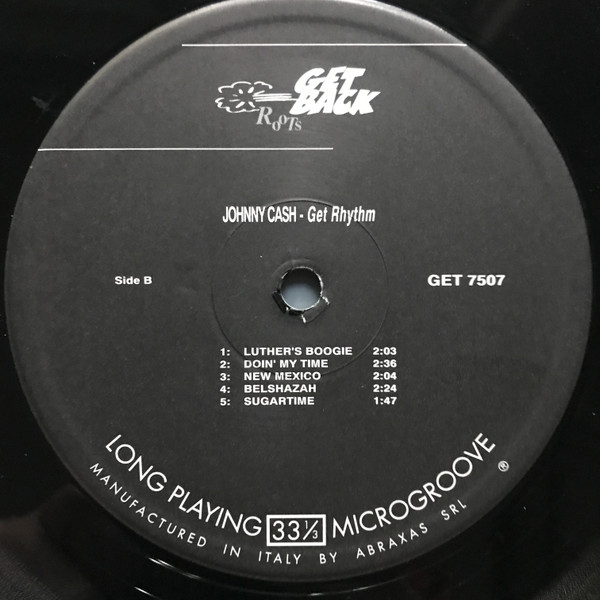 GET
BACK
RooTs
JOHNNY CASH - Get Rhythm
Side B
GET 7507
1: LUTHER'S BOOGIE 2:03
2: DOIN' MY TIME 2:36
3: NEW MEXICO 2:04
4: BELSHAZAH 2:24
5: SUGARTIME 1:47
LONG PLAYING 33 1/3 MICROGROOVE ®
MANUFACTURED IN ITALY BY ABRAXAS SRL